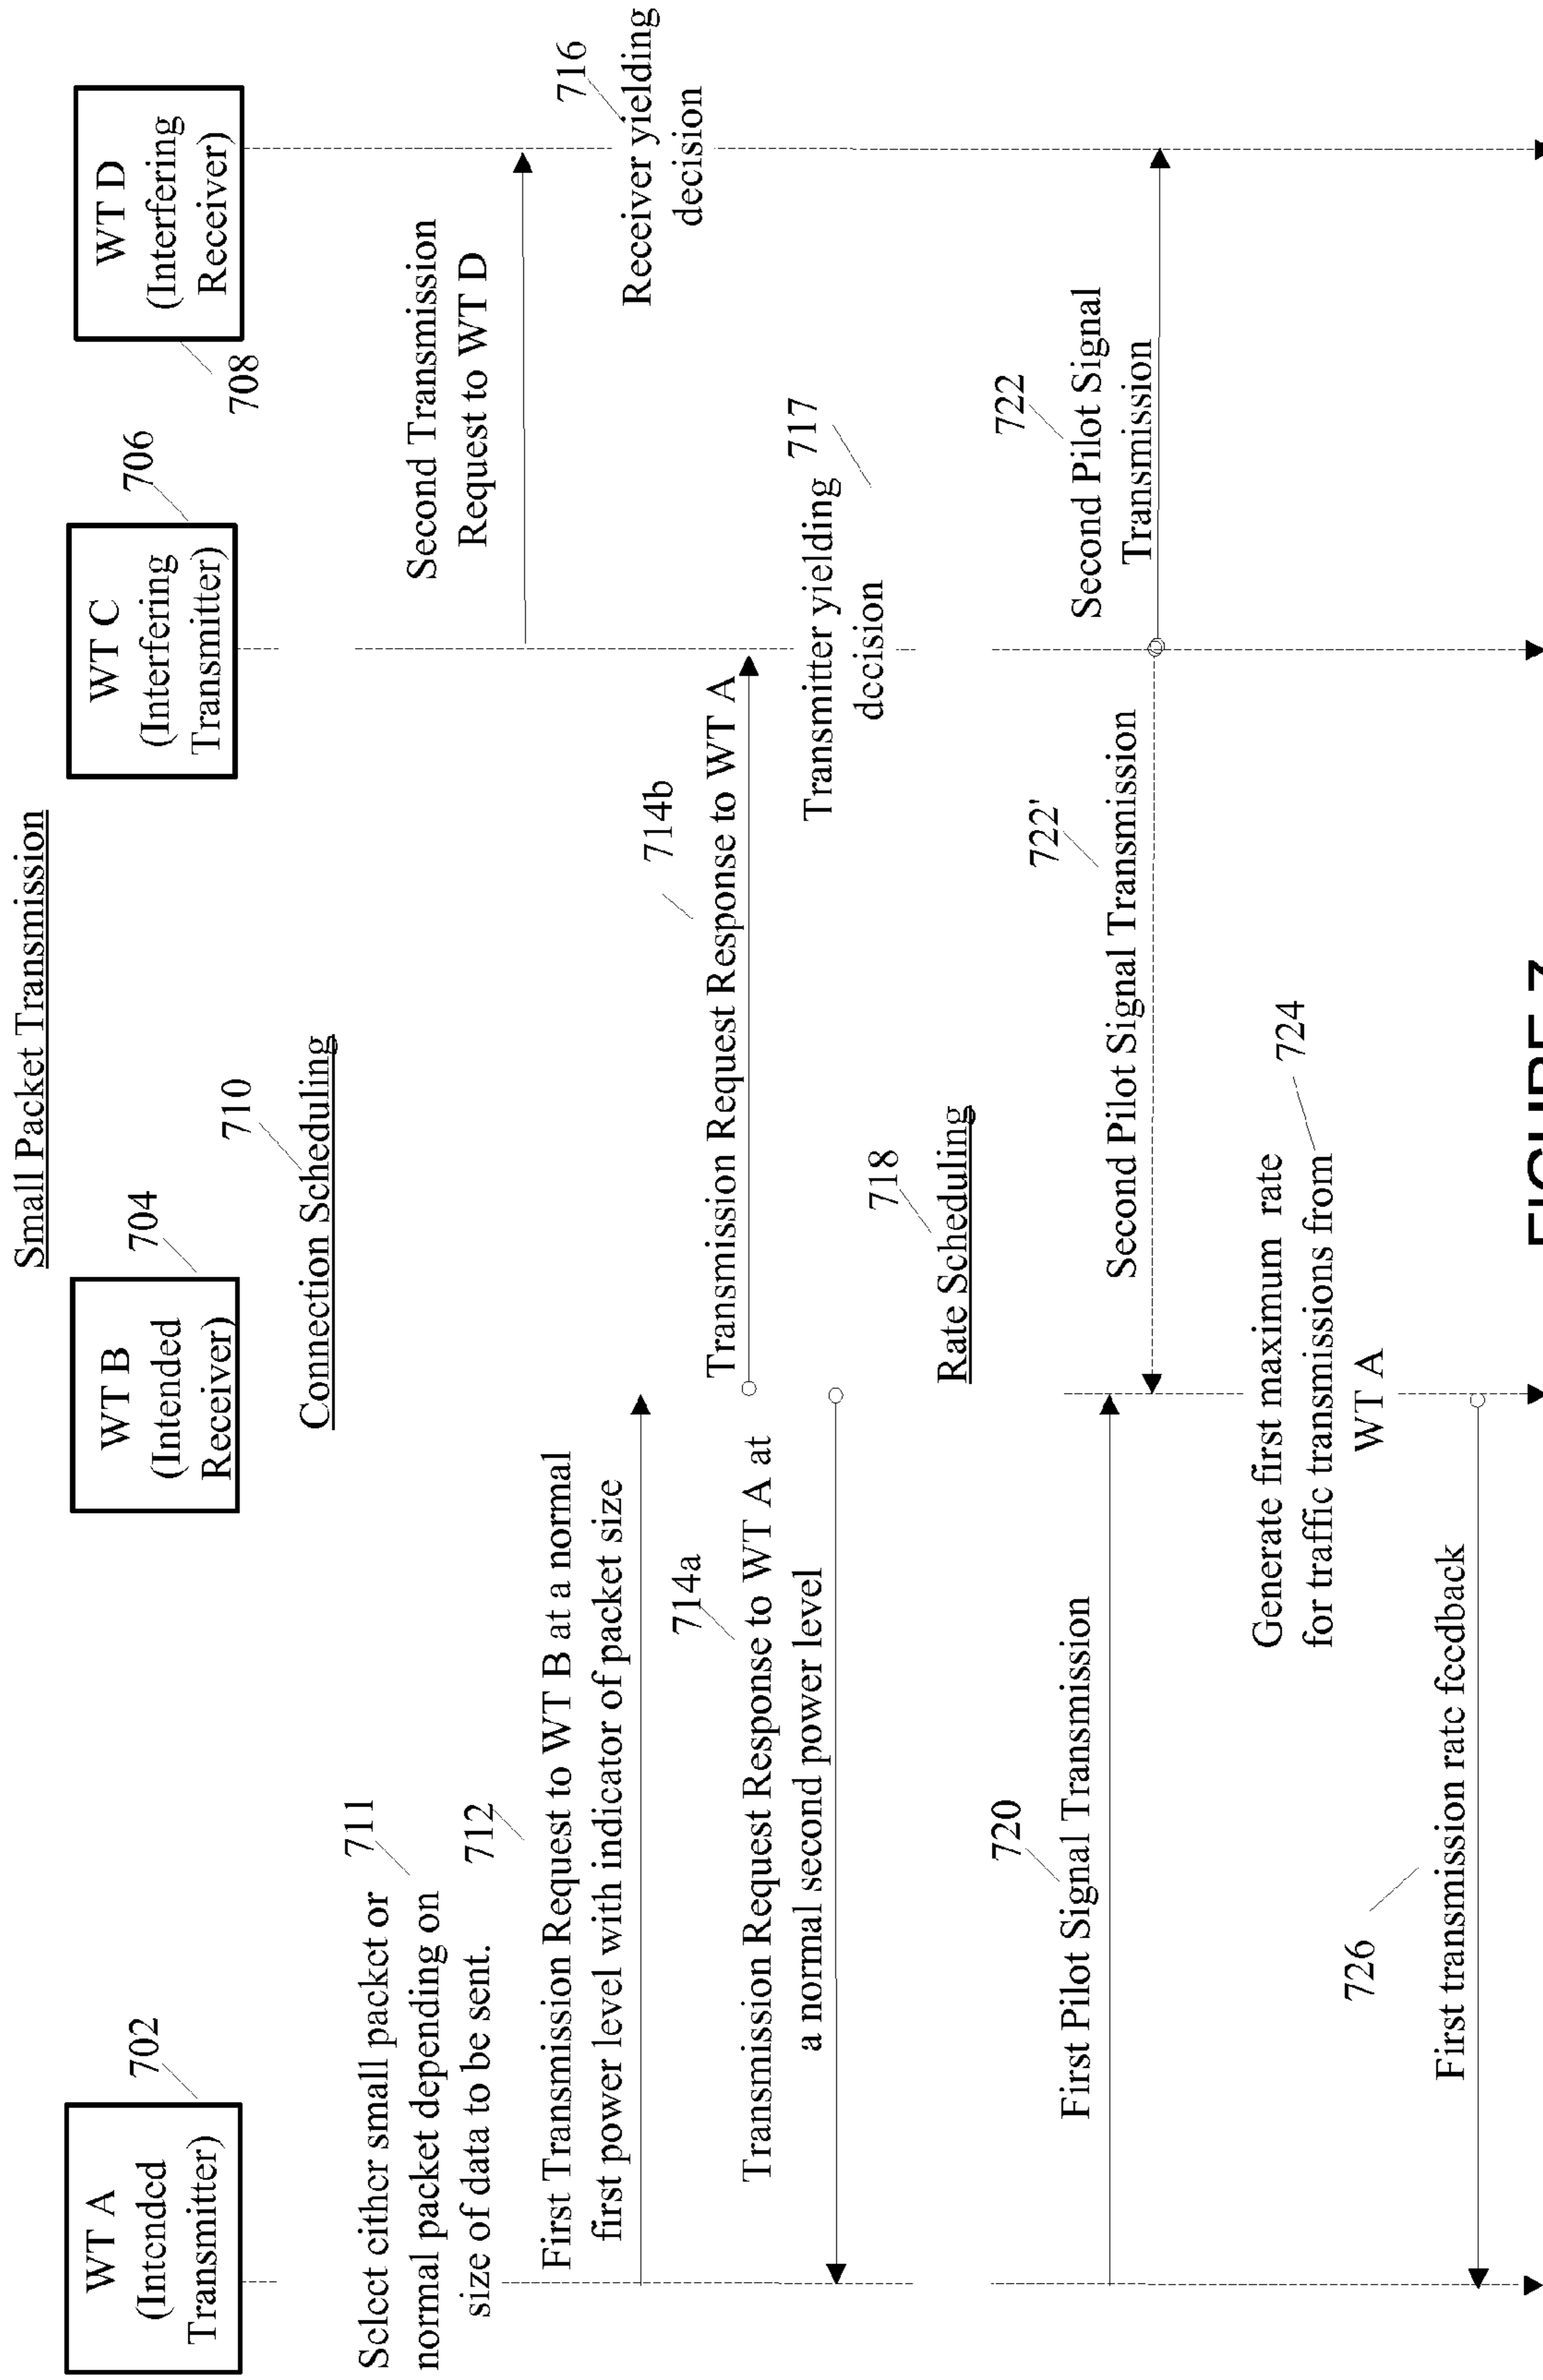 Small Packet Transmission
WT A
(Intended
Transmitter)
702
WT B
(Intended
Receiver)
704
WT C
(Interfering
Transmitter)
706
WT D
(Interfering
Receiver)
708
710
Connection Scheduling
Select either small packet or
normal packet depending on
size of data to be sent.
711
712
First Transmission Request to WT B at a normal
first power level with indicator of packet size
Second Transmission
Request to WT D
716
Receiver yielding
decision
714b
Transmission Request Response to WT A
714a
Transmission Request Response to WT A at
a normal second power level
Transmitter yielding
decision
717
718
Rate Scheduling
720
First Pilot Signal Transmission
722'
Second Pilot Signal Transmission
722
Second Pilot Signal
Transmission
Generate first maximum rate
for traffic transmissions from
WT A
724
726
First transmission rate feedback
FIGURE 7